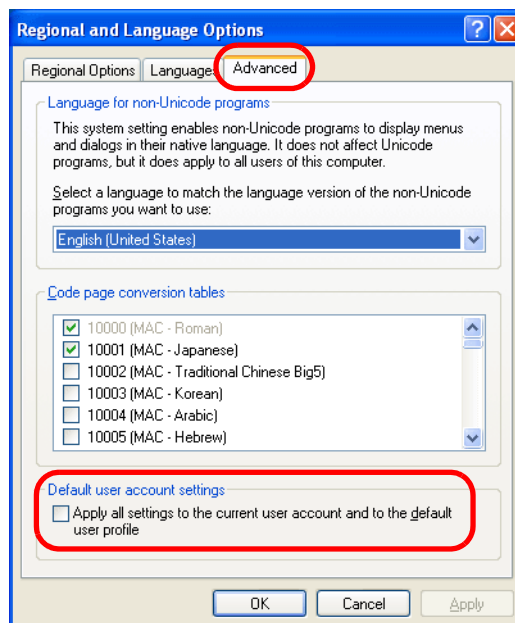 Regional and Language Options
Regional Options Languages Advanced
Language for non-Unicode programs
This system setting enables non-Unicode programs to display menus
and dialogs in their native language. It does not affect Unicode
programs, but it does apply to all users of this computer.
Select a language to match the language version of the non-Unicode
programs you want to use:
English (United States)
Code page conversion tables
10000 (MAC - Roman)
10001 (MAC - Japanese)
10002 (MAC - Traditional Chinese Big5)
10003 (MAC - Korean)
10004 (MAC - Arabic)
10005 (MAC - Hebrew)
Default user account settings
Apply all settings to the current user account and to the default
user profile
OK Cancel Apply